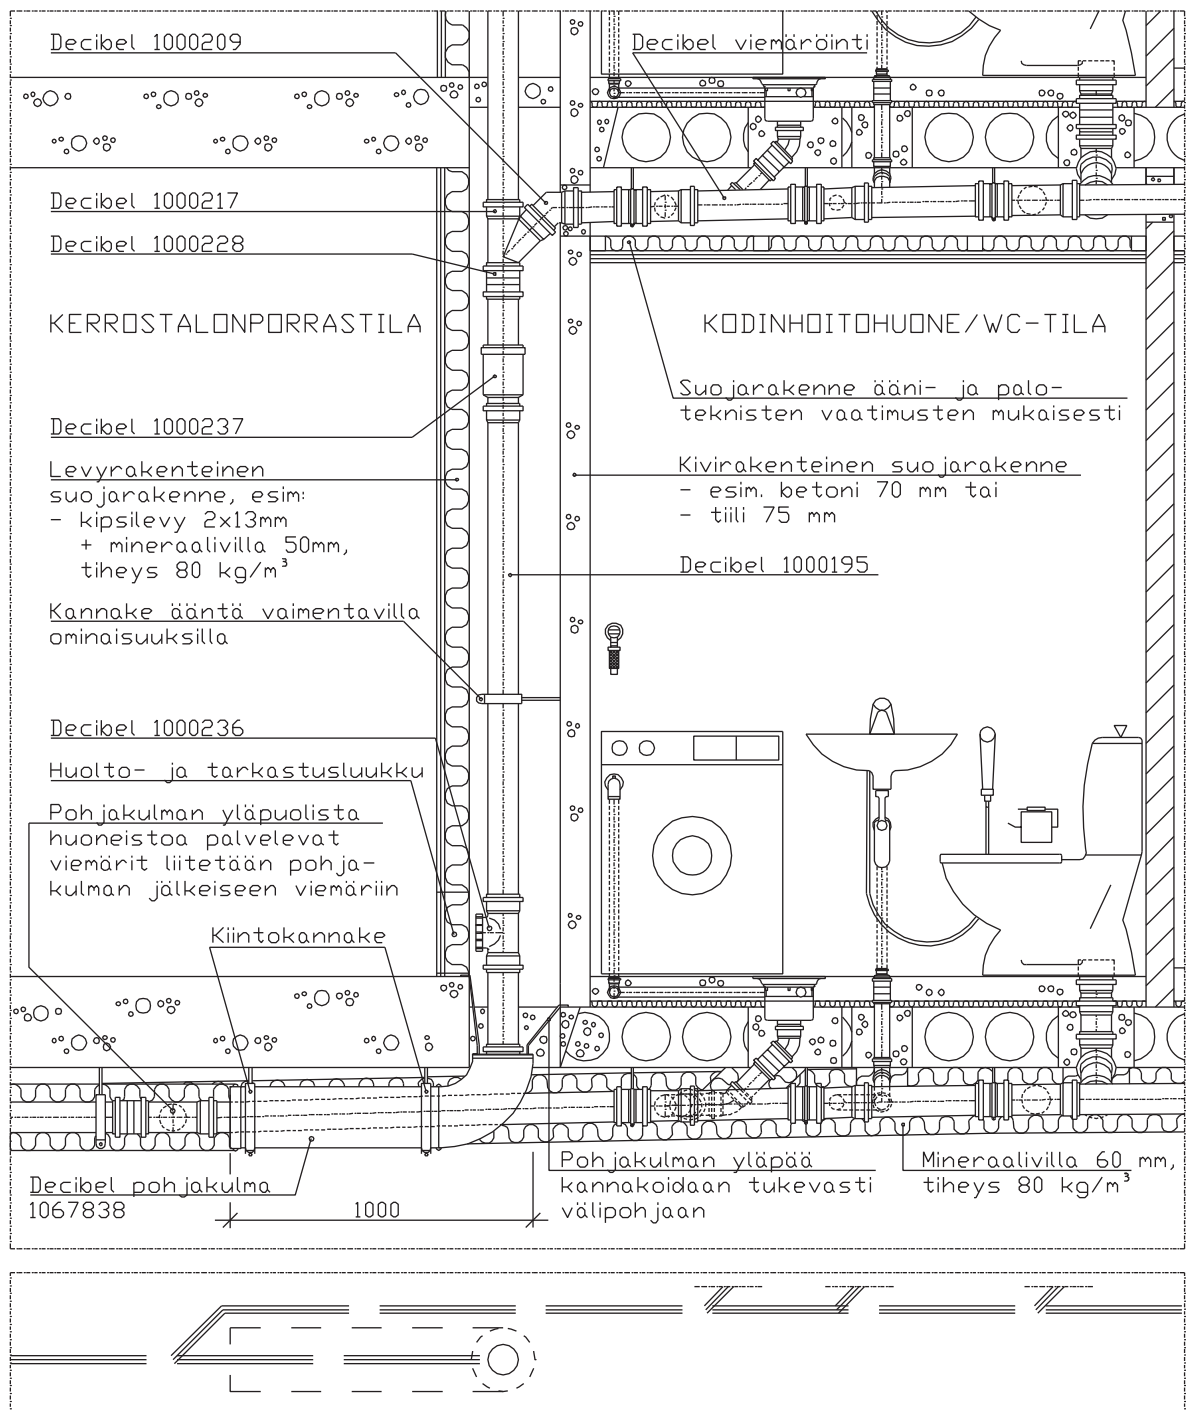 Decibel 1000209
Decibel viemäröinti
Decibel 1000217
Decibel 1000228
KERROSTALONPORRASTILA
KODINHOITOHUONE/WC-TILA
Suojarakenne ääni- ja palo-
teknisten vaatimusten mukaisesti
Decibel 1000237
Levyrakenteinen
suojarakenne, esim:
- kipsilevy 2x13mm
+ mineraalivilla 50mm,
tiheys 80 kg/m³
Kivirakenteinen suojarakenne
- esim. betoni 70 mm tai
- tiili 75 mm
Decibel 1000195
Kannake ääntä vaimentavilla
ominaisuuksilla
Decibel 1000236
Huolto- ja tarkastusluukku
Pohjakulman yläpuolista
huoneistoa palvelevat
viemärit liitetään pohja-
kulman jälkeiseen viemäriin
Kiintokannake
Decibel pohjakulma
1067838
1000
Pohjakulman yläpää
kannakoidaan tukevasti
välipohjaan
Mineraalivilla 60 mm,
tiheys 80 kg/m³